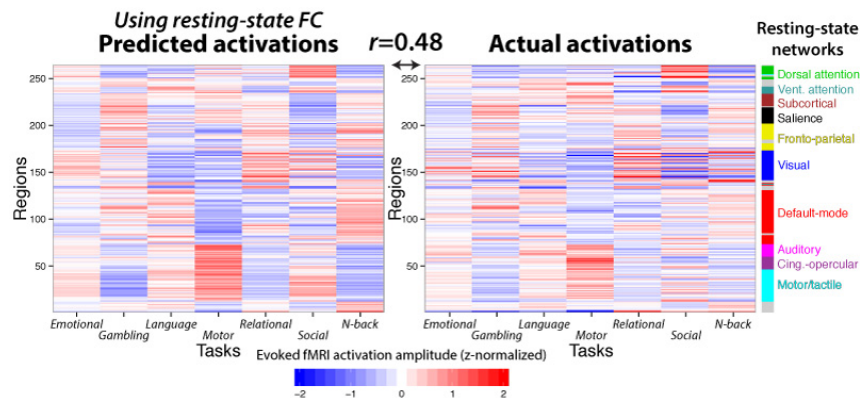 Using resting-state FC
Predicted activations
r=0.48
Actual activations
Resting-state
networks
250
200
150
100
50
Regions
Emotional
Gambling
Language
Motor
Relational
Social
N-back
Tasks
250
200
150
100
50
Regions
Emotional
Gambling
Language
Motor
Relational
Social
N-back
Tasks
Dorsal attention
Vent. attention
Subcortical
Salience
Fronto-parietal
Visual
Default-mode
Auditory
Cing.-opercular
Motor/tactile
Evoked fMRI activation amplitude (z-normalized)
−2 −1 0 1 2